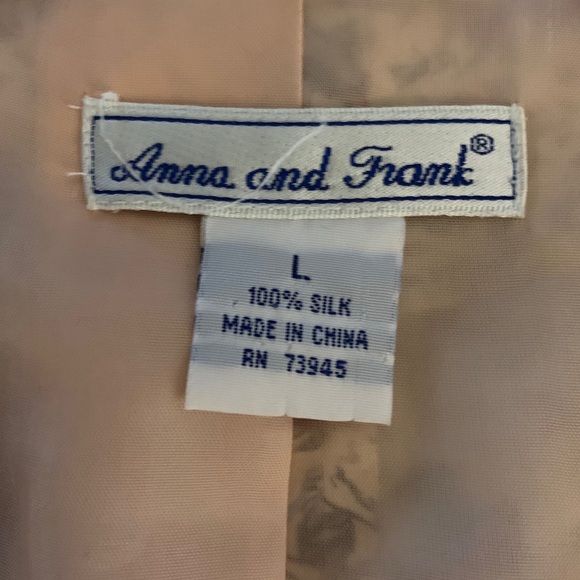 Anna and Frank®
L
100% SILK
MADE IN CHINA
RN 73945